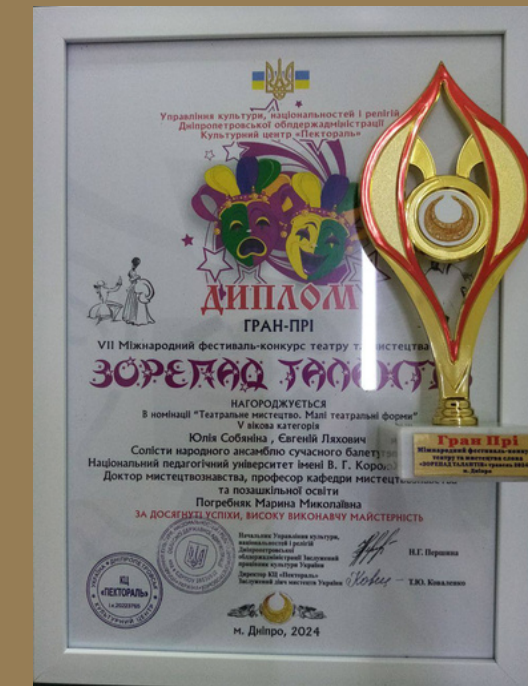 Управління культури, національностей і релігій
Дніпропетровської облдержадміністрації
Культурний центр «Пектораль»
ДИПЛОМ
ГРАН-ПРІ
VII Міжнародний фестиваль-конкурс театру та мистецтва
ЗОРЕПАД ТАЛАНТІВ
НАГОРОДЖУЄТЬСЯ
В номінації "Театральне мистецтво. Малі театральні форми"
V вікова категорія
Юлія Собяніна , Євгеній Ляхович
Солісти народного ансамблю сучасного
Національний педагогічний університет імені В. Г.
Доктор мистецтвознавства, професор кафедри
та позашкільної освіти
Погребняк Марина Миколаївна
ЗА ДОСЯГНУТІ УСПІХИ, ВИСОКУ ВИКОНАВЧУ МАЙСТЕРНІСТЬ
Начальник Управління культури,
національностей і релігій
Дніпропетровської
облдержадміністрації Заслужений
працівник культури України
Н.Г. Першина
Директор КЦ «Пектораль»
Заслужений діяч мистецтв України
Т.Ю. Коваленко
КЦ
«ПЕКТОРАЛЬ»
КУЛЬТУРНИЙ ЦЕНТР
м. Дніпро, 2024
Гран Прі
Міжнародний фестиваль-конкурс
театру та мистецтва слова
«ЗОРЕПАД ТАЛАНТІВ» травень
м. Дніпро